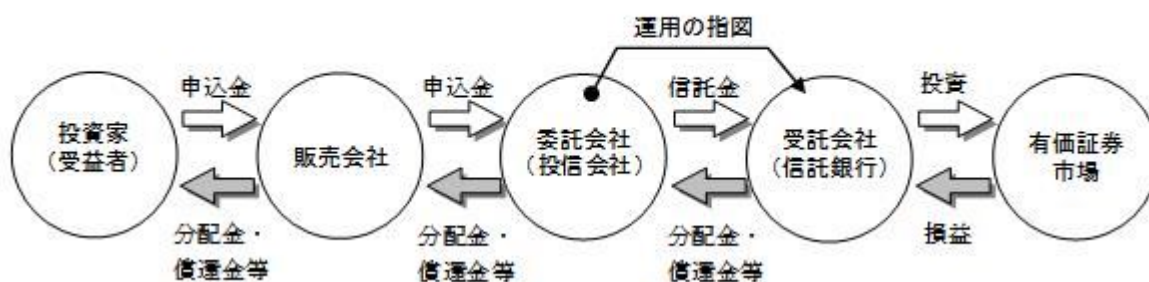 運用の指図
申込金
申込金
信託金
投資
投資家
（受益者）
販売会社
委託会社
（投信会社）
受託会社
（信託銀行）
有価証券
市場
分配金・
償還金等
分配金・
償還金等
分配金・
償還金等
損益